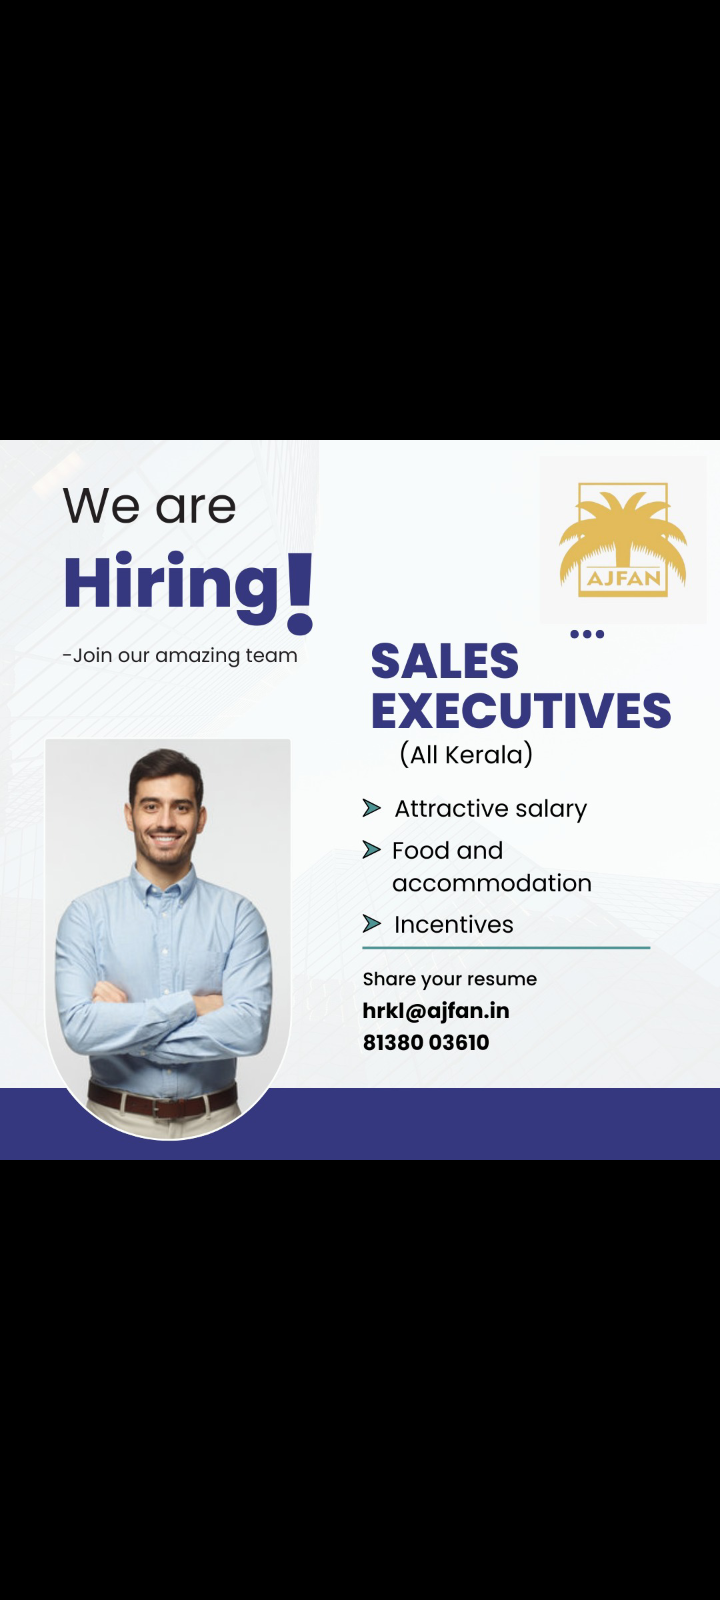 We are
Hiring!
-Join our amazing team
AJFAN
SALES
EXECUTIVES
(All Kerala)
Attractive salary
Food and
accommodation
Incentives
Share your resume
hrkl@ajfan.in
81380 03610